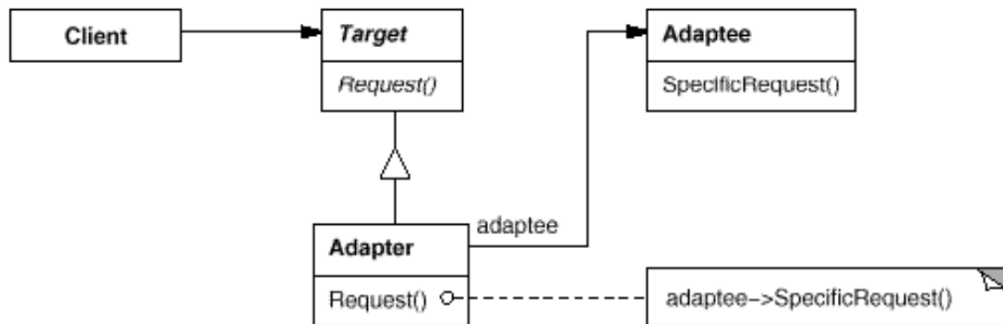 Client
Target
Request()
Adaptee
SpecificRequest()
adaptee
Adapter
Request()
adaptee->SpecificRequest()